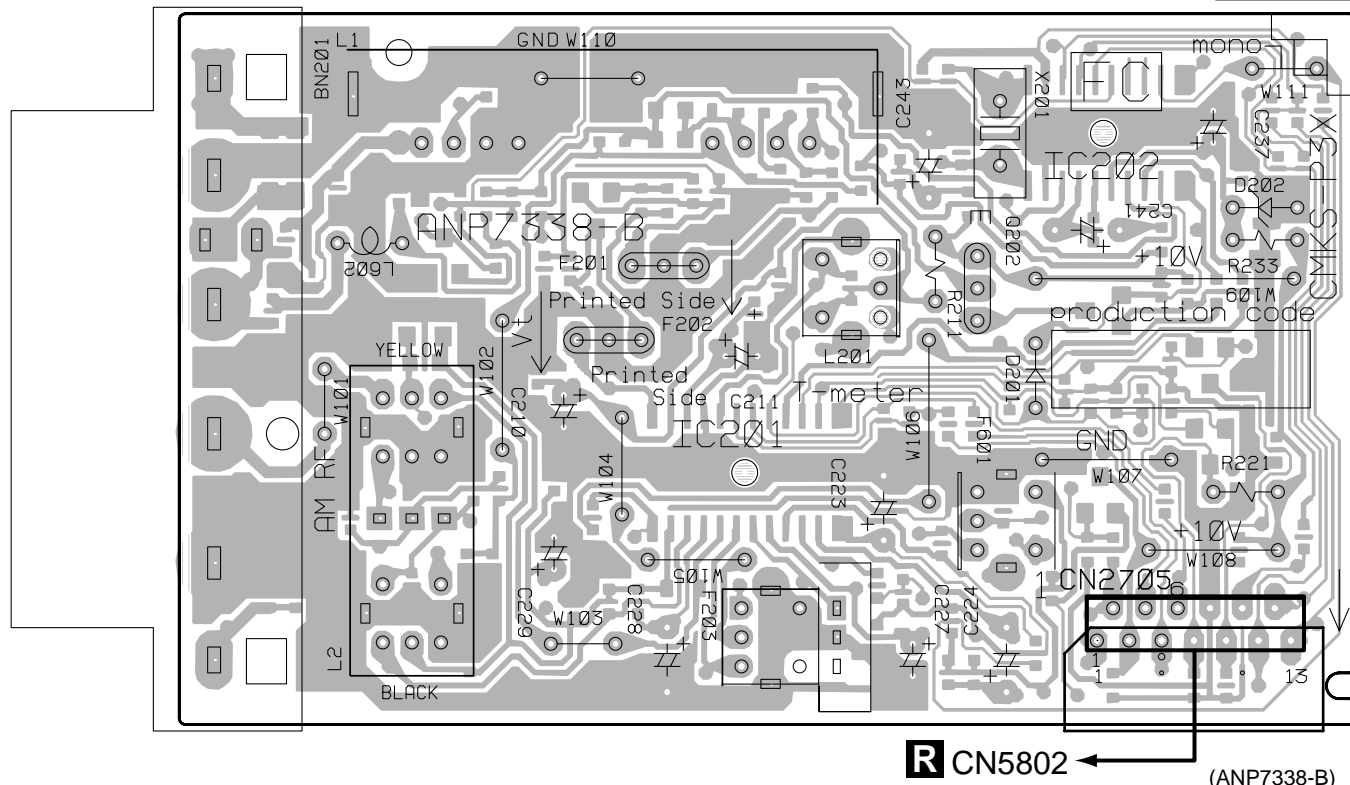 L1
GND W110
BN201
C243
X201
FC
mono
W111
C237
CMKS-P3X
IC202
D202
C241
E
Q202
ANP7338-B
L602
F201
+10V
R233
W109
Printed Side
F202
R211
production code
Vt
YELLOW
W102
L201
W101
Printed
Side
D201
C210
C211
T-meter
IC201
W106
F601
GND
AM RF
W104
C223
W107
R221
+10V
W108
W105
1
CN2705
6
C229
W103
C228
F203
C227
C224
L2
BLACK
1
13
R CN5802
(ANP7338-B)